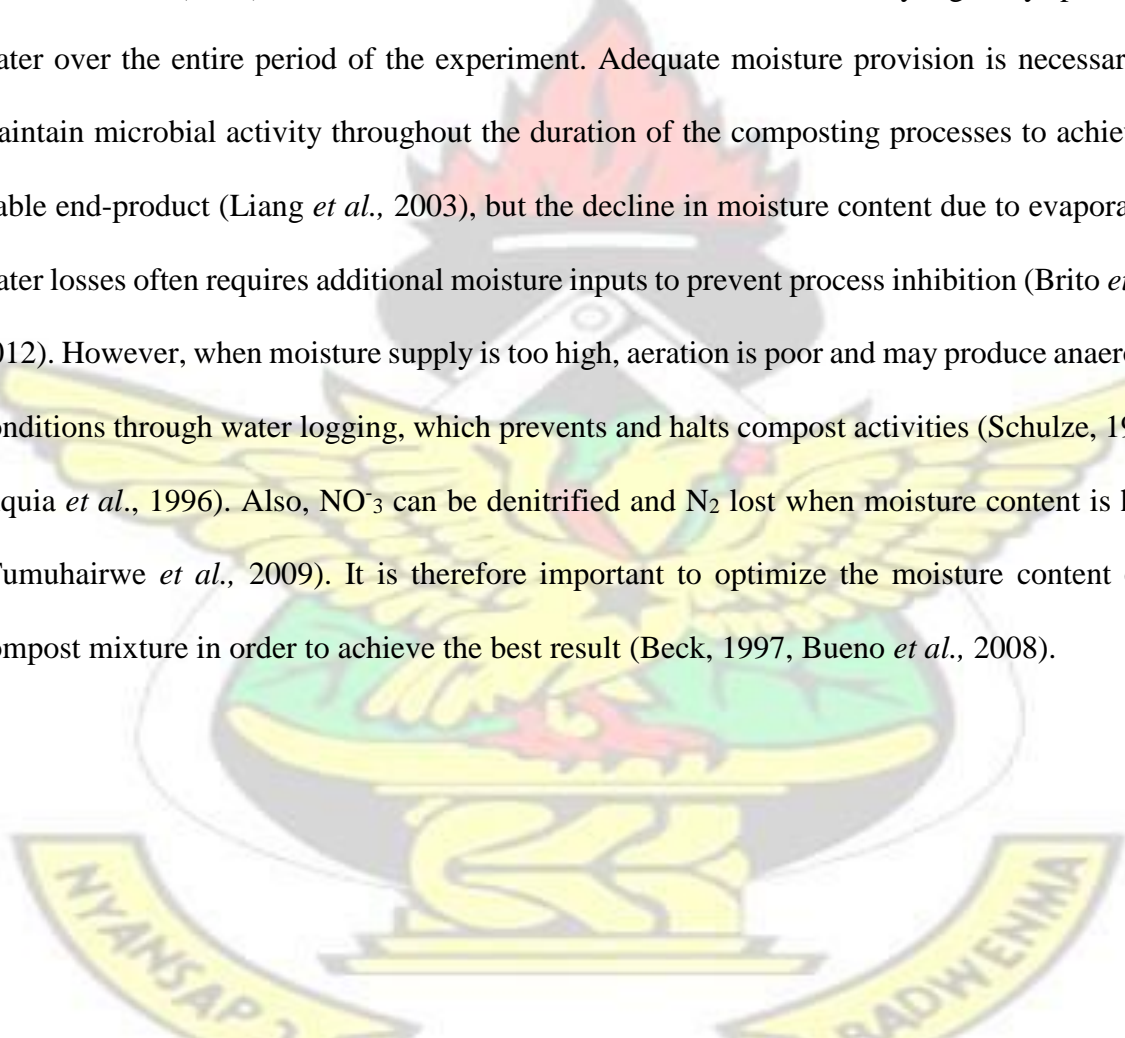 ater over the entire period of the experiment. Adequate moisture provision is necessar
aintain microbial activity throughout the duration of the composting processes to achie
able end-product (Liang et al., 2003), but the decline in moisture content due to evapora
ater losses often requires additional moisture inputs to prevent process inhibition (Brito e
012). However, when moisture supply is too high, aeration is poor and may produce anaer
onditions through water logging, which prevents and halts compost activities (Schulze, 19
quia et al., 1996). Also, NO⁻₃ can be denitrified and N₂ lost when moisture content is
umuhairwe et al., 2009). It is therefore important to optimize the moisture content
ompost mixture in order to achieve the best result (Beck, 1997, Bueno et al., 2008).
NYANSAP
BADWENMA